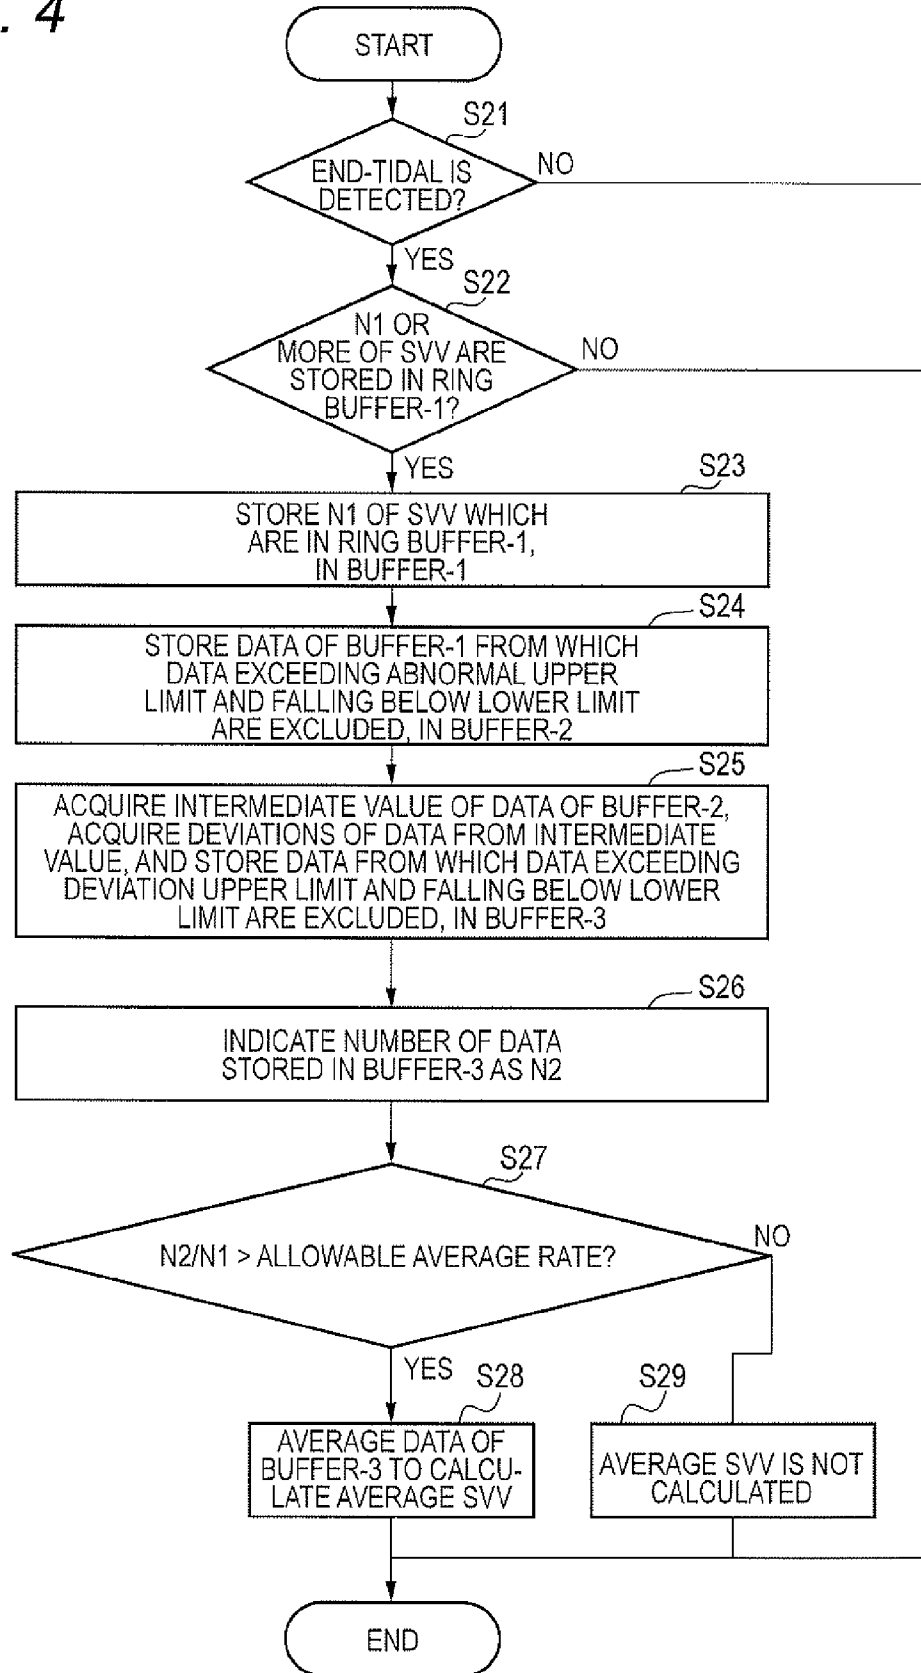 . 4
START
S21
END-TIDAL IS
DETECTED?
NO
YES
S22
N1 OR
MORE OF SVV ARE
STORED IN RING
BUFFER-1?
NO
YES
S23
STORE N1 OF SVV WHICH
ARE IN RING BUFFER-1,
IN BUFFER-1
S24
STORE DATA OF BUFFER-1 FROM WHICH
DATA EXCEEDING ABNORMAL UPPER
LIMIT AND FALLING BELOW LOWER LIMIT
ARE EXCLUDED, IN BUFFER-2
S25
ACQUIRE INTERMEDIATE VALUE OF DATA OF BUFFER-2,
ACQUIRE DEVIATIONS OF DATA FROM INTERMEDIATE
VALUE, AND STORE DATA FROM WHICH DATA EXCEEDING
DEVIATION UPPER LIMIT AND FALLING BELOW LOWER
LIMIT ARE EXCLUDED, IN BUFFER-3
S26
INDICATE NUMBER OF DATA
STORED IN BUFFER-3 AS N2
S27
N2/N1 > ALLOWABLE AVERAGE RATE?
NO
YES
S28
AVERAGE DATA OF
BUFFER-3 TO CALCU-
LATE AVERAGE SVV
S29
AVERAGE SVV IS NOT
CALCULATED
END